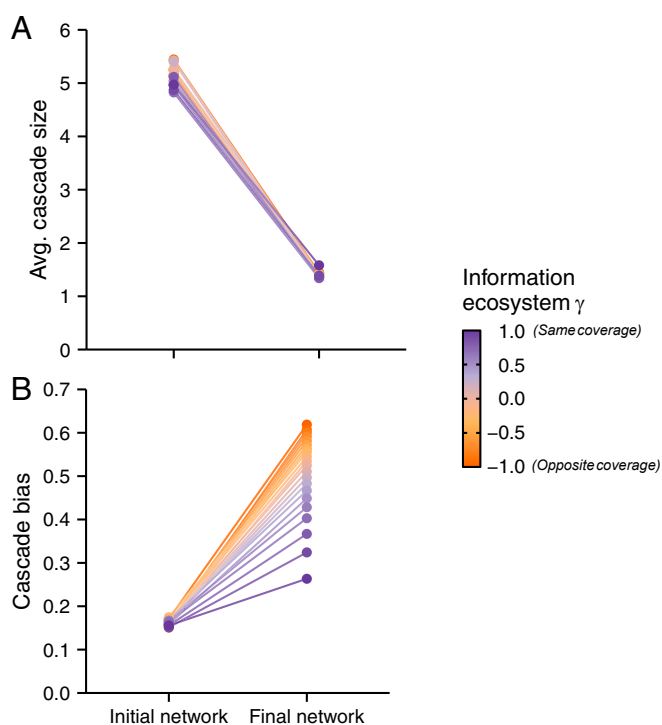 A
6
5
4
3
2
1
0
Avg. cascade size
B
0.7
0.6
0.5
0.4
0.3
0.2
0.1
0.0
Cascade bias
Initial network
Final network
Information
ecosystem γ
1.0 (Same coverage)
0.5
0.0
−0.5
−1.0 (Opposite coverage)